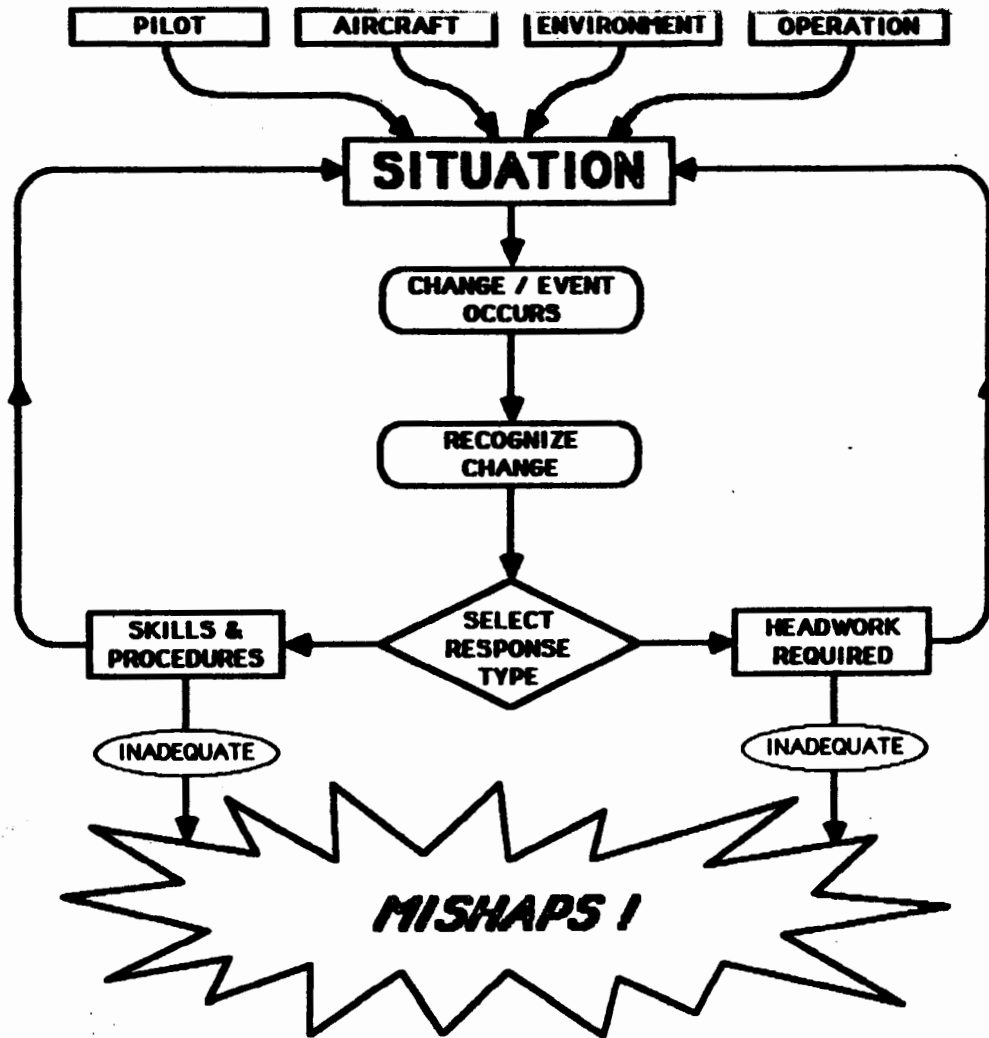 PILOT
AIRCRAFT
ENVIRONMENT
OPERATION
SITUATION
CHANGE / EVENT
OCCURS
RECOGNIZE
CHANGE
SELECT
RESPONSE
TYPE
SKILLS &
PROCEDURES
HEADWORK
REQUIRED
INADEQUATE
INADEQUATE
MISHAPS !